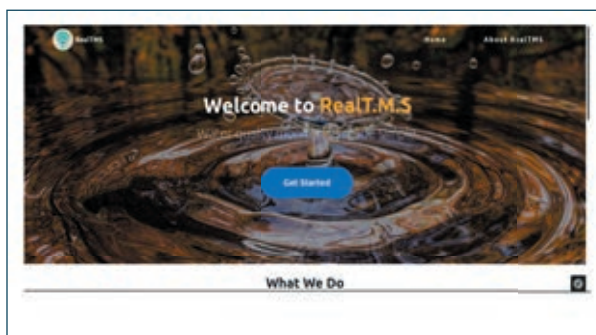 RealTMS
Home About RealTMS
Welcome to RealT.M.S
Get Started
What We Do